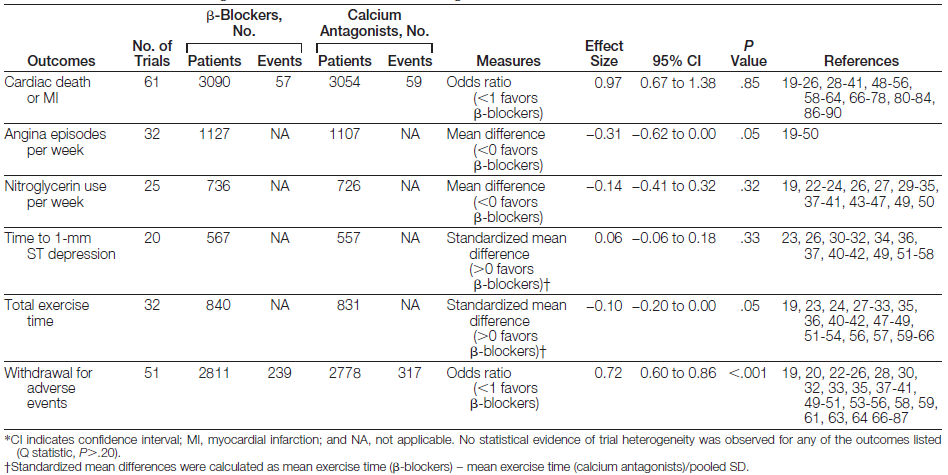 β-Blockers, No. Calcium Antagonists, No.
Outcomes No. of Trials Patients Events Patients Events Measures Effect Size 95% CI P Value References
Cardiac death 61 3090 57 3054 59 Odds ratio 0.97 0.67 to 1.38 .85 19-26, 28-41, 48-56,
or MI (<1 favors 58-64, 66-78, 80-84,
β-blockers) 86-90
Angina episodes 32 1127 NA 1107 NA Mean difference −0.31 −0.62 to 0.00 .05 19-50
per week (<0 favors
β-blockers)
Nitroglycerin use 25 736 NA 726 NA Mean difference −0.14 −0.41 to 0.32 .32 19, 22-24, 26, 27, 29-35,
per week (<0 favors 37-41, 43-47, 49, 50
β-blockers)
Time to 1-mm 20 567 NA 557 NA Standardized mean 0.06 −0.06 to 0.18 .33 23, 26, 30-32, 34, 36,
ST depression difference 37, 40-42, 49, 51-58
(>0 favors
β-blockers)†
Total exercise 32 840 NA 831 NA Standardized mean −0.10 −0.20 to 0.00 .05 19, 23, 24, 27-33, 35,
time difference 36, 40-42, 47-49,
(>0 favors 51-54, 56, 57, 59-66
β-blockers)†
Withdrawal for 51 2811 239 2778 317 Odds ratio 0.72 0.60 to 0.86 <.001 19, 20, 22-26, 28, 30,
adverse (<1 favors 32, 33, 35, 37-41,
events β-blockers) 49-51, 53-56, 58, 59,
61, 63, 64 66-87
*CI indicates confidence interval; MI, myocardial infarction; and NA, not applicable. No statistical evidence of trial heterogeneity was observed for any of the outcomes listed
(Q statistic, P>.20).
†Standardized mean differences were calculated as mean exercise time (β-blockers) − mean exercise time (calcium antagonists)/pooled SD.